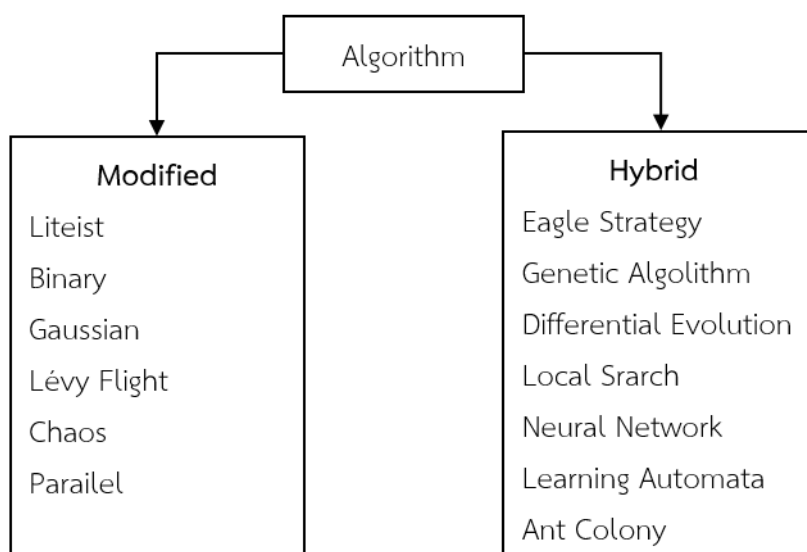 Algorithm
Modified
Liteist
Binary
Gaussian
Lévy Flight
Chaos
Parailel
Hybrid
Eagle Strategy
Genetic Algolithm
Differential Evolution
Local Srarch
Neural Network
Learning Automata
Ant Colony